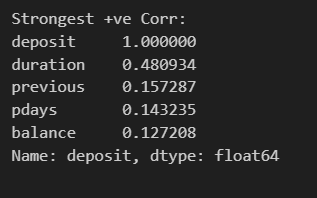 Strongest +ve Corr:
deposit     1.000000
duration    0.480934
previous    0.157287
pdays       0.143235
balance     0.127208
Name: deposit, dtype: float64